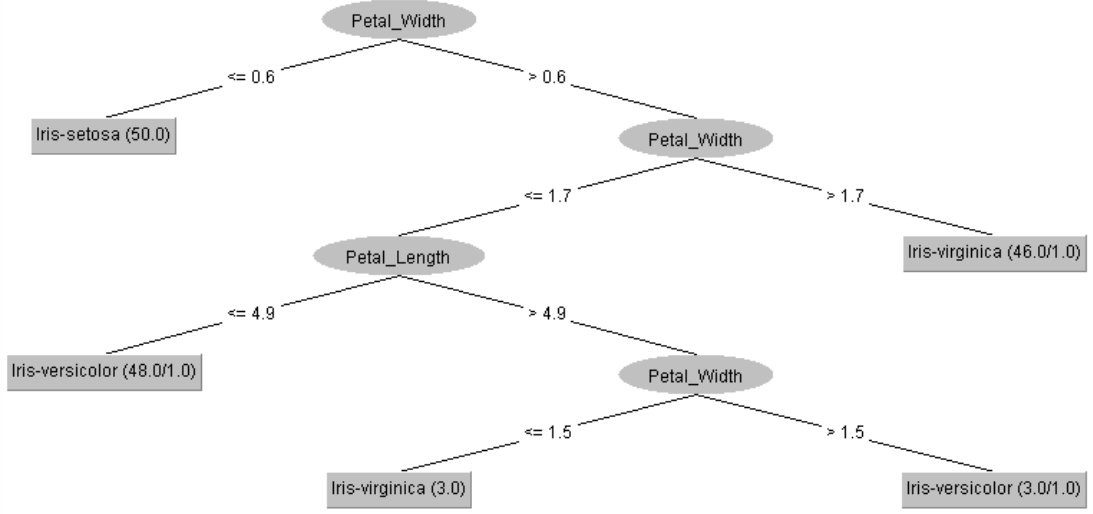 Petal_Width
<= 0.6
> 0.6
Iris-setosa (50.0)
Petal_Width
<= 1.7
> 1.7
Petal_Length
Iris-virginica (46.0/1.0)
<= 4.9
> 4.9
Iris-versicolor (48.0/1.0)
Petal_Width
<= 1.5
> 1.5
Iris-virginica (3.0)
Iris-versicolor (3.0/1.0)